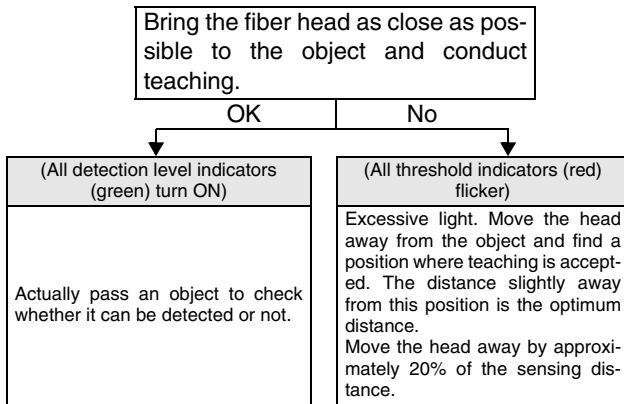 Bring the fiber head as close as pos-
sible to the object and conduct
teaching.
OK
No
(All detection level indicators
(green) turn ON)
Actually pass an object to check
whether it can be detected or not.
(All threshold indicators (red)
flicker)
Excessive light. Move the head
away from the object and find a
position where teaching is accept-
ed. The distance slightly away
from this position is the optimum
distance.
Move the head away by approxi-
mately 20% of the sensing dis-
tance.